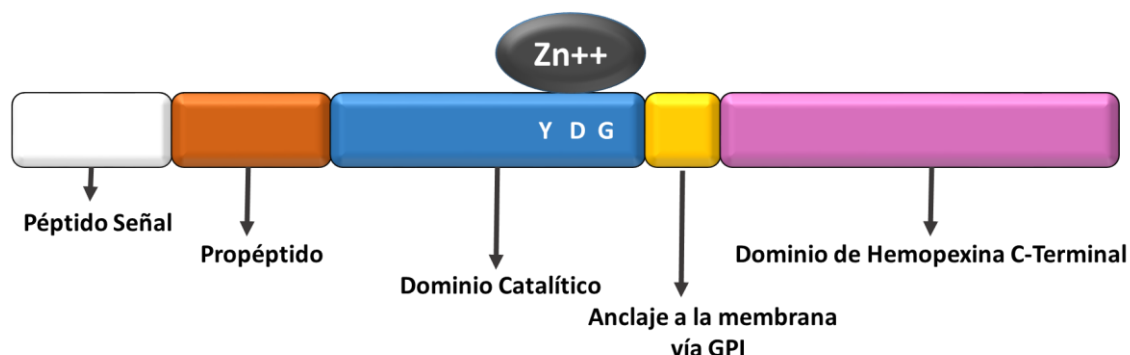 Zn++
Y D G
Péptido Señal
Propéptido
Dominio Catalítico
Anclaje a la membrana
vía GPI
Dominio de Hemopexina C-Terminal